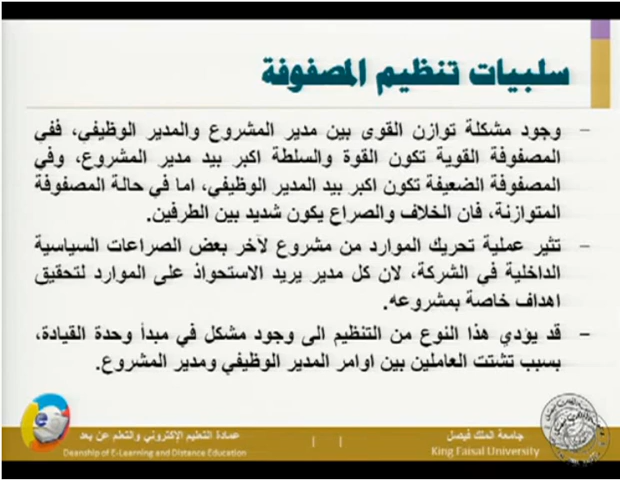 سلبيات تنظيم المصفوفة
– وجود مشكلة توازن القوى بين مدير المشروع والمدير الوظيفي، ففي
المصفوفة القوية تكون القوة والسلطة اكبر بيد مدير المشروع، وفي
المصفوفة الضعيفة تكون اكبر بيد المدير الوظيفي، اما في حالة المصفوفة
المتوازنة، فان الخلاف والصراع يكون شديد بين الطرفين.
– تثير عملية تحريك الموارد من مشروع لآخر بعض الصراعات السياسية
الداخلية في الشركة، لان كل مدير يريد الاستحواذ على الموارد لتحقيق
اهداف خاصة بمشروعه.
– قد يؤدي هذا النوع من التنظيم الى وجود مشكل في مبدأ وحدة القيادة،
بسبب تشتت العاملين بين اوامر المدير الوظيفي ومدير المشروع.
جامعة الملك فيصل
King Faisal University
عمادة التعليم الإلكتروني والتعلم عن بعد
Deanship of E-Learning and Distance Education